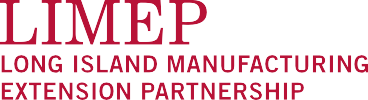 LIMEP
LONG ISLAND MANUFACTURING
EXTENSION PARTNERSHIP